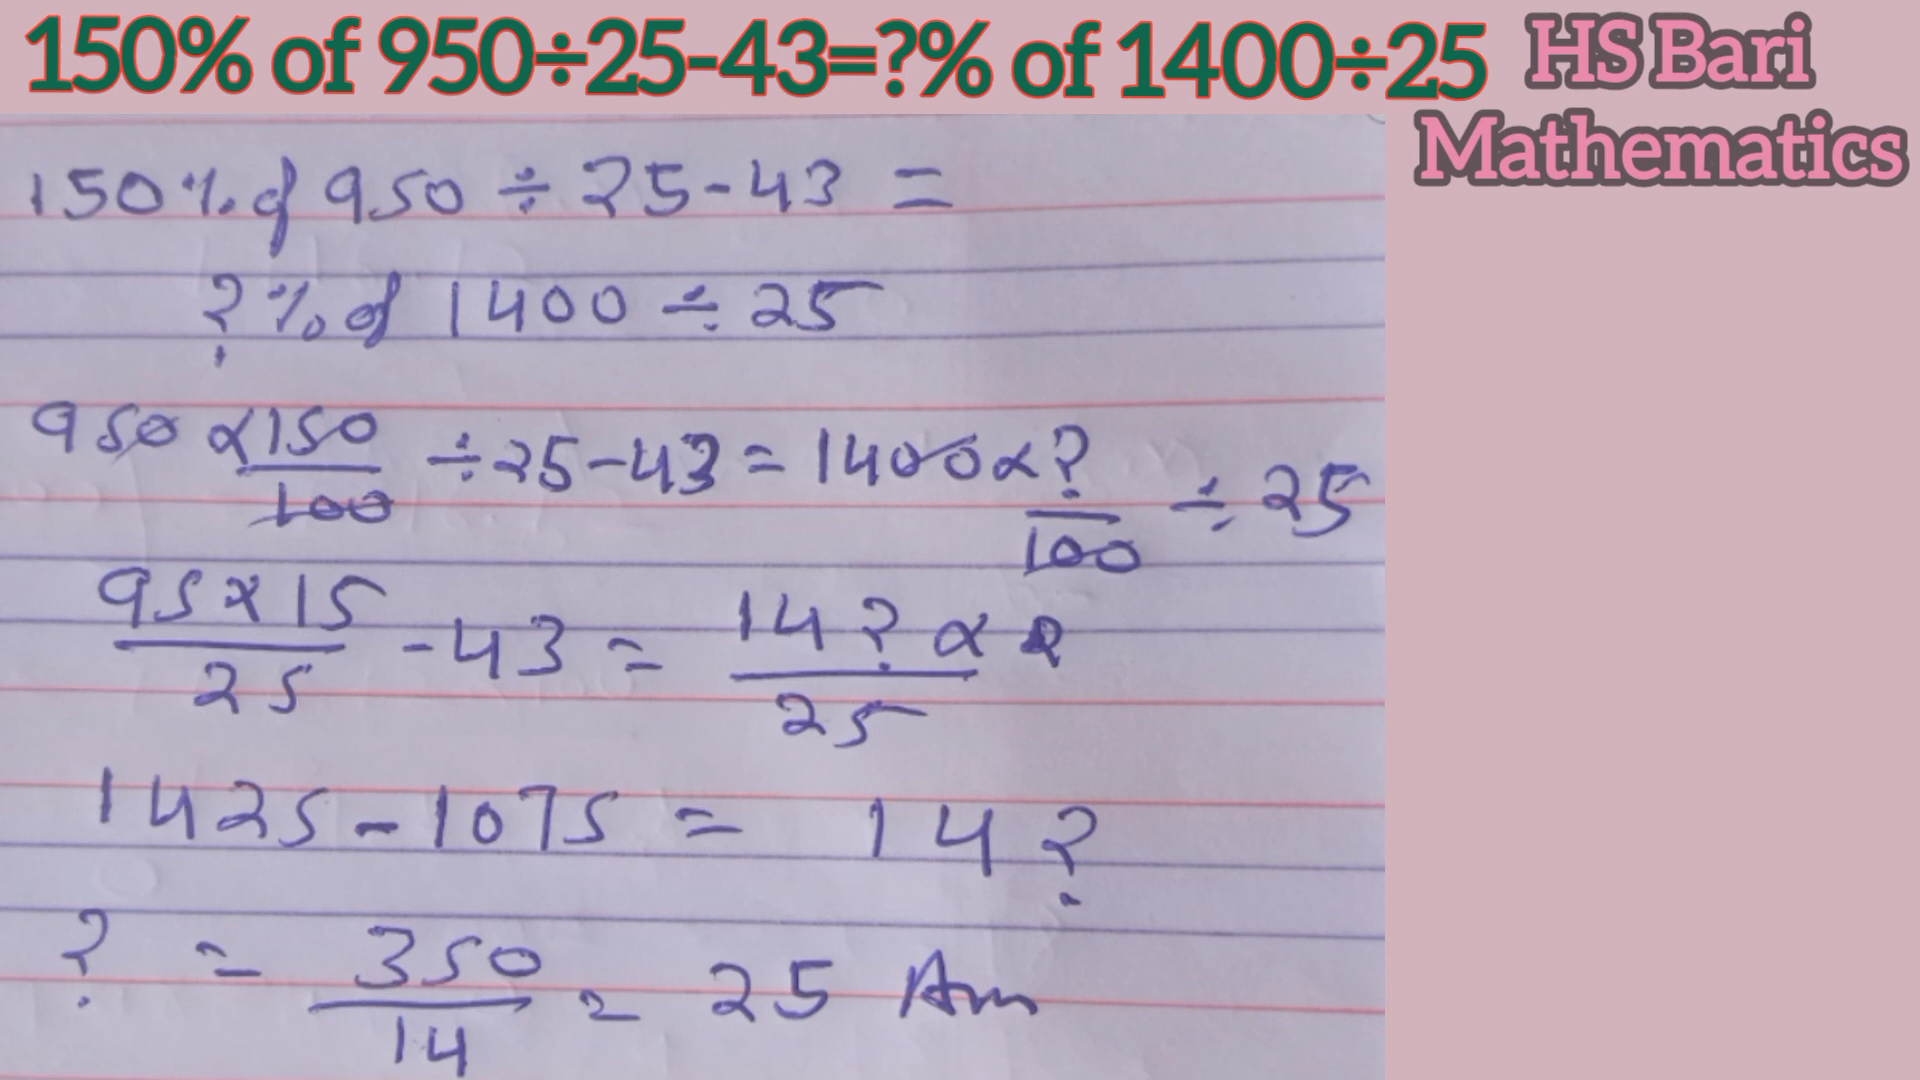 150% of 950÷25-43=?% of 1400÷25
HS Bari
Mathematics
150% of 950 ÷ 25 - 43 =
? % of 1400 ÷ 25
950 × 150/100 ÷ 25 - 43 = 1400 × ?/100 ÷ 25
95 × 15/25 - 43 = 14 ? ×/25
1425 - 1075 = 14 ?
? = 350/14 = 25 Ans